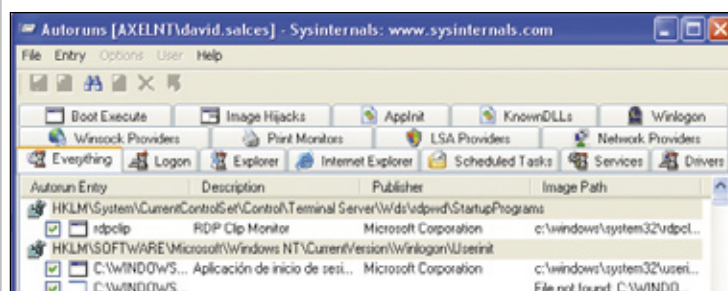 Autoruns [AXELNT\david.salces] - Sysinternals: www.sysinternals.com
File Entry Options User Help
Boot Execute Image Hijacks AppInit KnownDLLs Winlogon
Winsock Providers Print Monitors LSA Providers Network Providers
Everything Logon Explorer Internet Explorer Scheduled Tasks Services Drivers
Autorun Entry Description Publisher Image Path
HKLM\System\CurrentControlSet\Control\Terminal Server\Wds\rdpwd\StartupPrograms
rdpclip RDP Clip Monitor Microsoft Corporation c:\windows\system32\rdpcl...
HKLM\SOFTWARE\Microsoft\Windows NT\CurrentVersion\Winlogon\Userinit
C:\WINDOWS... Aplicación de inicio de sesi... Microsoft Corporation c:\windows\system32\useri...
C:\WINDOWS... File not found: C:\WINDO...